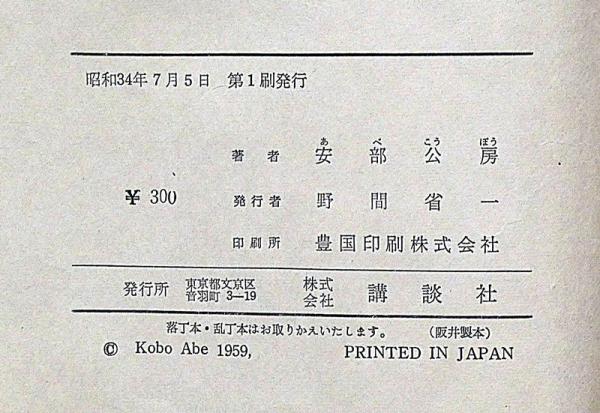 昭和34年7月5日 第1刷発行
あべこうぼう
著者 安部公房
¥ 300 発行者 野間省一
印刷所 豊国印刷株式会社
発行所 東京都文京区音羽町 3—19 株式会社 講談社
落丁本・乱丁本はお取りかえいたします。 (阪井製本)
© Kobo Abe 1959, PRINTED IN JAPAN